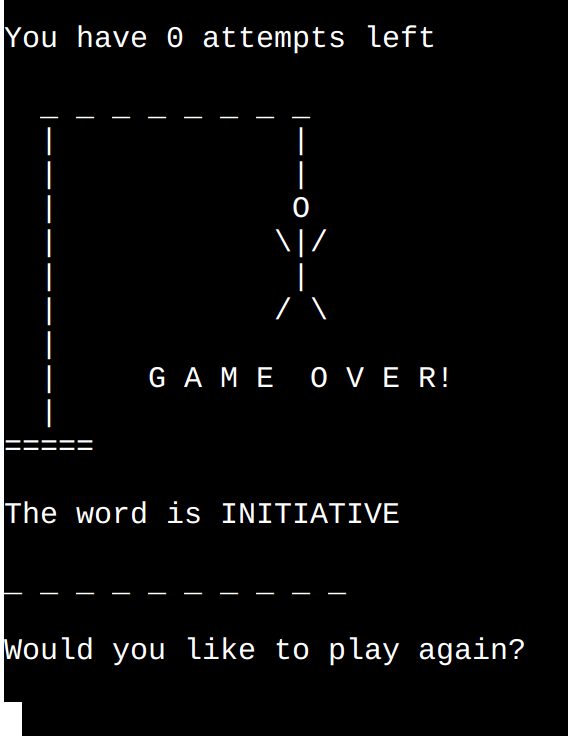 You have 0 attempts left
_ _ _ _ _ _ _ _
| |
| |
| O
| \|/
| |
| / \
|
| G A M E  O V E R!
|
=====
The word is INITIATIVE
_ _ _ _ _ _ _ _ _ _
Would you like to play again?